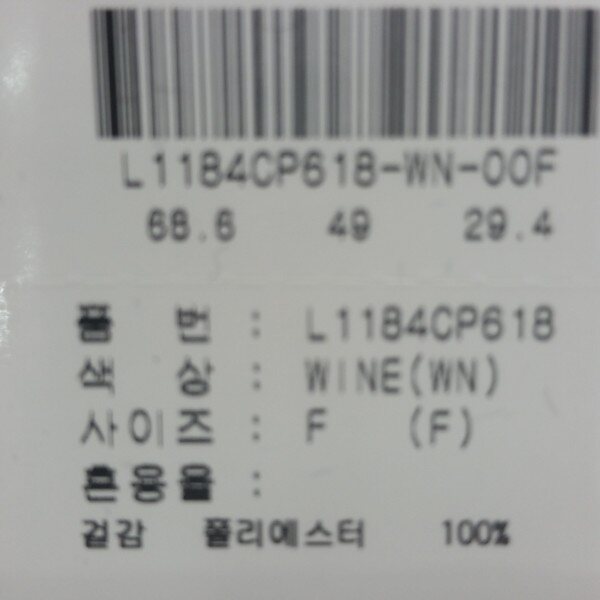 L1184CP618-WN-00F
68.6 49 29.4
품 번 : L1184CP618
색 상 : WINE(WN)
사이즈 : F (F)
혼용율 :
겉감 폴리에스터 100%